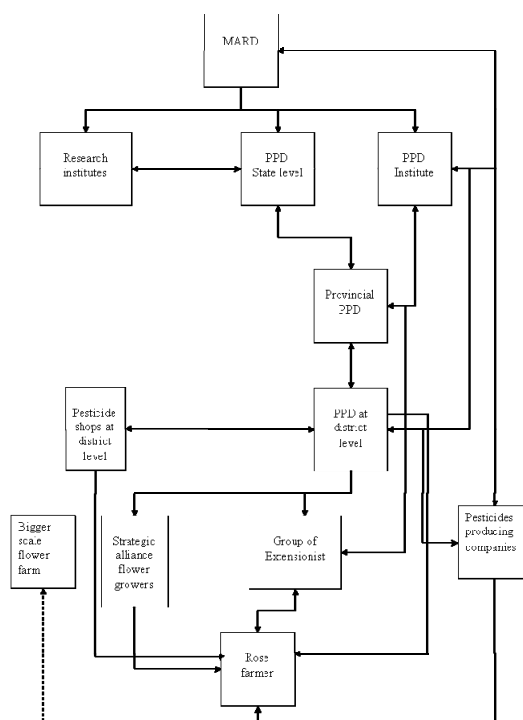 MARD
Research
institutes
PPD
State level
PPD
Institute
Provincial
PPD
Pesticide
shops at
district
level
PPD at
district
level
Bigger
scale
flower
farm
Strategic
alliance
flower
growers
Group of
Excensionist
Pesticides
producing
companies
Rose
farmer